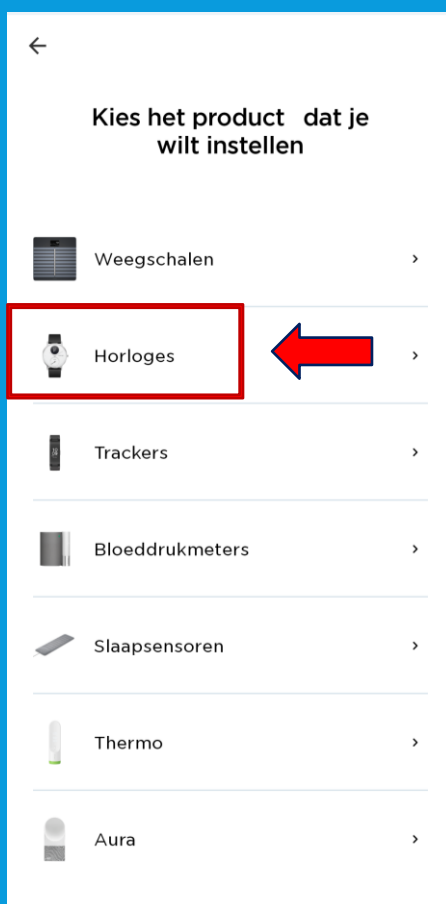 Kies het product dat je
wilt instellen
Weegschalen
Horloges
Trackers
Bloeddrukmeters
Slaapsensoren
Thermo
Aura